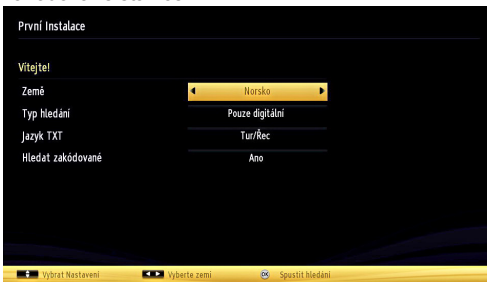 První Instalace
Vítejte!
Země Norsko
Typ hledání Pouze digitální
Jazyk TXT Tur/Řec
Hledat zakódované Ano
Vybrat Nastavení Vyberte zemi OK Spustit hledání